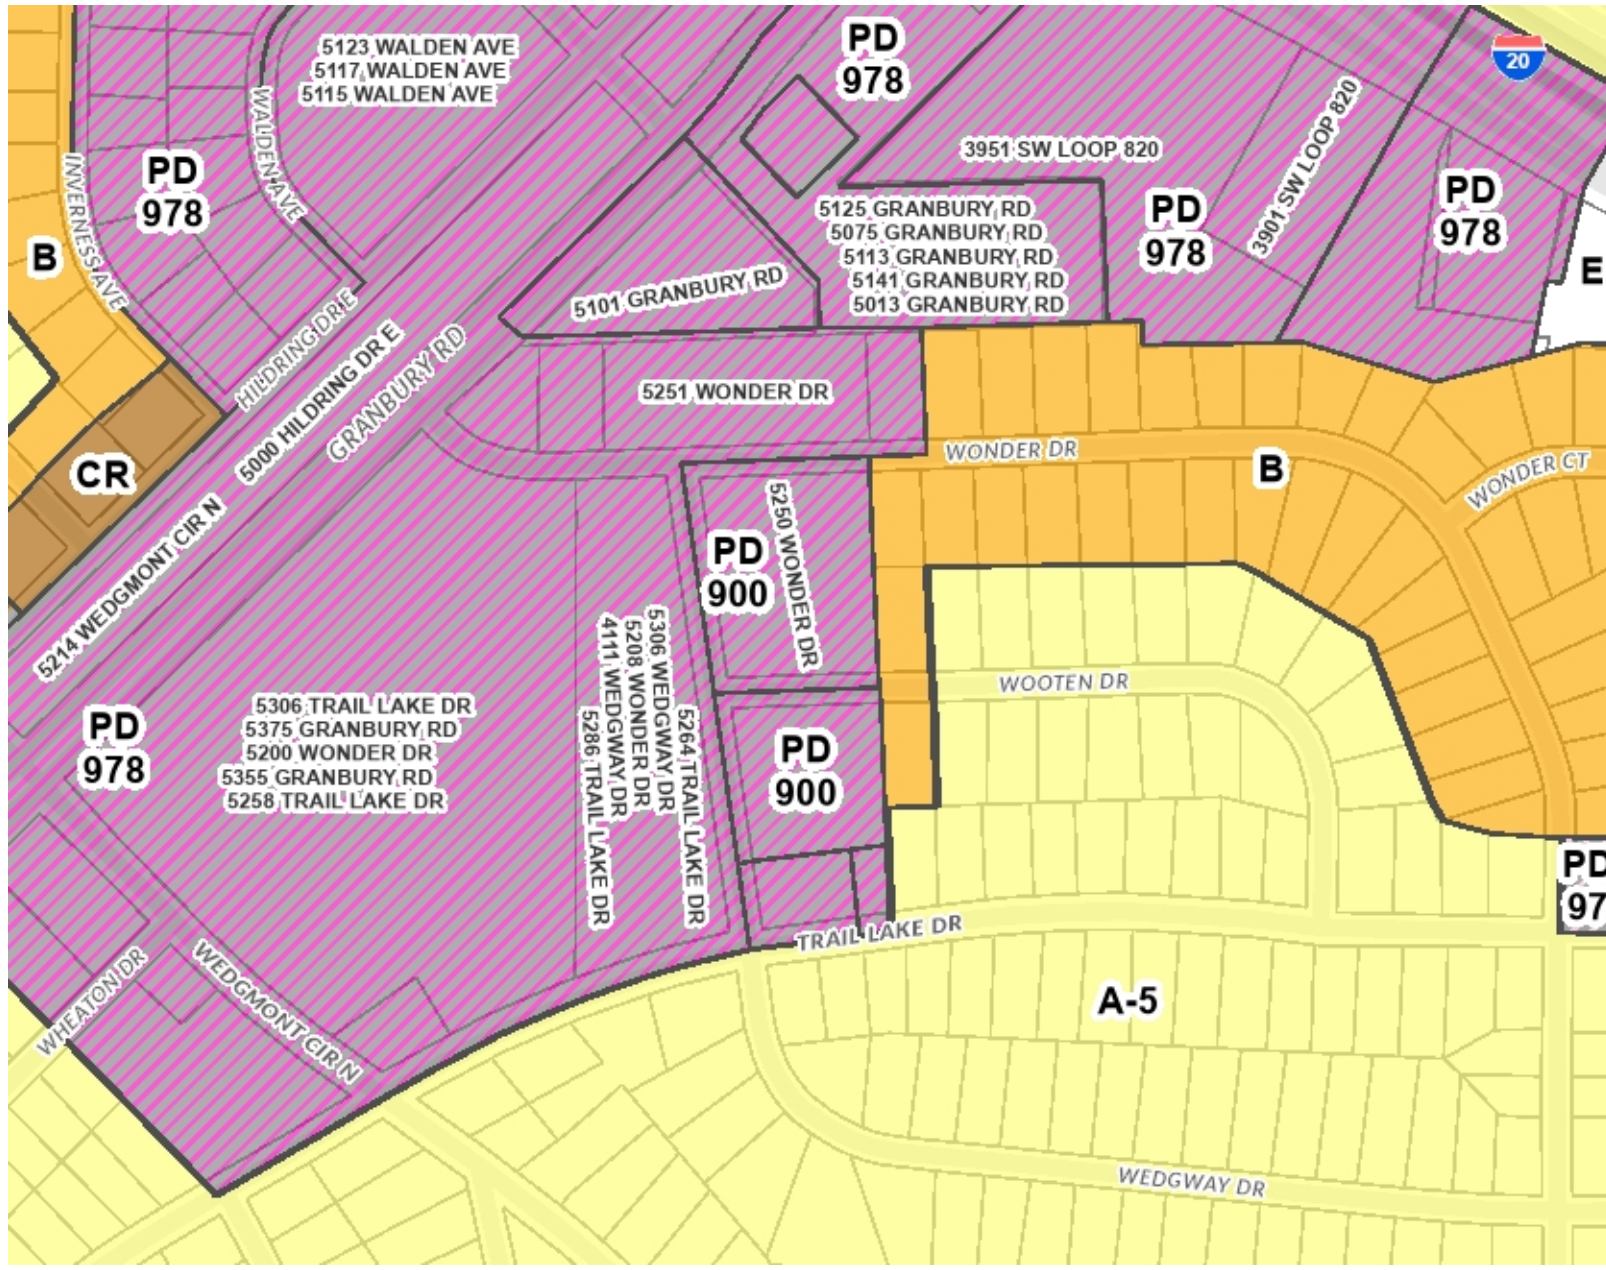 5123 WALDEN AVE
5117 WALDEN AVE
5115 WALDEN AVE
PD
978
20
WALDEN AVE
3951 SW LOOP 820
3901 SW LOOP 820
PD
978
INVERNESS AVE
B
5125 GRANBURY RD
5075 GRANBURY RD
5113 GRANBURY RD
5141 GRANBURY RD
5013 GRANBURY RD
PD
978
PD
978
E
5101 GRANBURY RD
HILDRING DR E
5000 HILDRING DR E
GRANBURY RD
5251 WONDER DR
CR
WONDER DR
B
WONDER CT
5214 WEDGMONT CIR N
PD
900
5250 WONDER DR
WOOTEN DR
PD
978
5306 TRAIL LAKE DR
5375 GRANBURY RD
5200 WONDER DR
5355 GRANBURY RD
5258 TRAIL LAKE DR
5286 TRAIL LAKE DR
4111 WEDGWAY DR
5208 WONDER DR
5306 WEDGWAY DR
5264 TRAIL LAKE DR
PD
900
PD
97
TRAIL LAKE DR
WHEATON DR
WEDGMONT CIR N
A-5
WEDGWAY DR